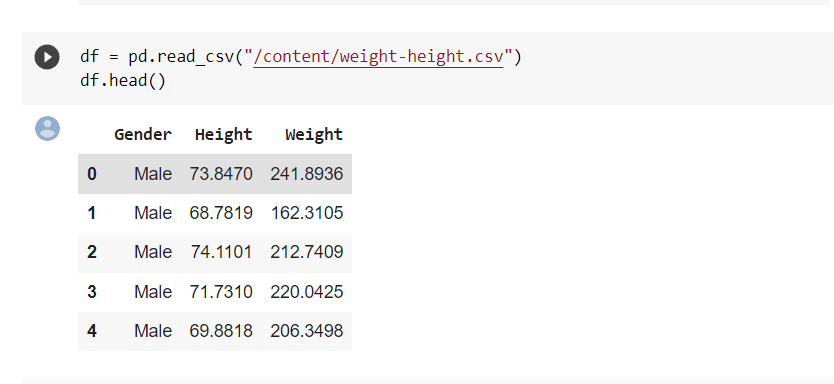 df = pd.read_csv("/content/weight-height.csv")
df.head()
Gender Height Weight
0 Male 73.8470 241.8936
1 Male 68.7819 162.3105
2 Male 74.1101 212.7409
3 Male 71.7310 220.0425
4 Male 69.8818 206.3498